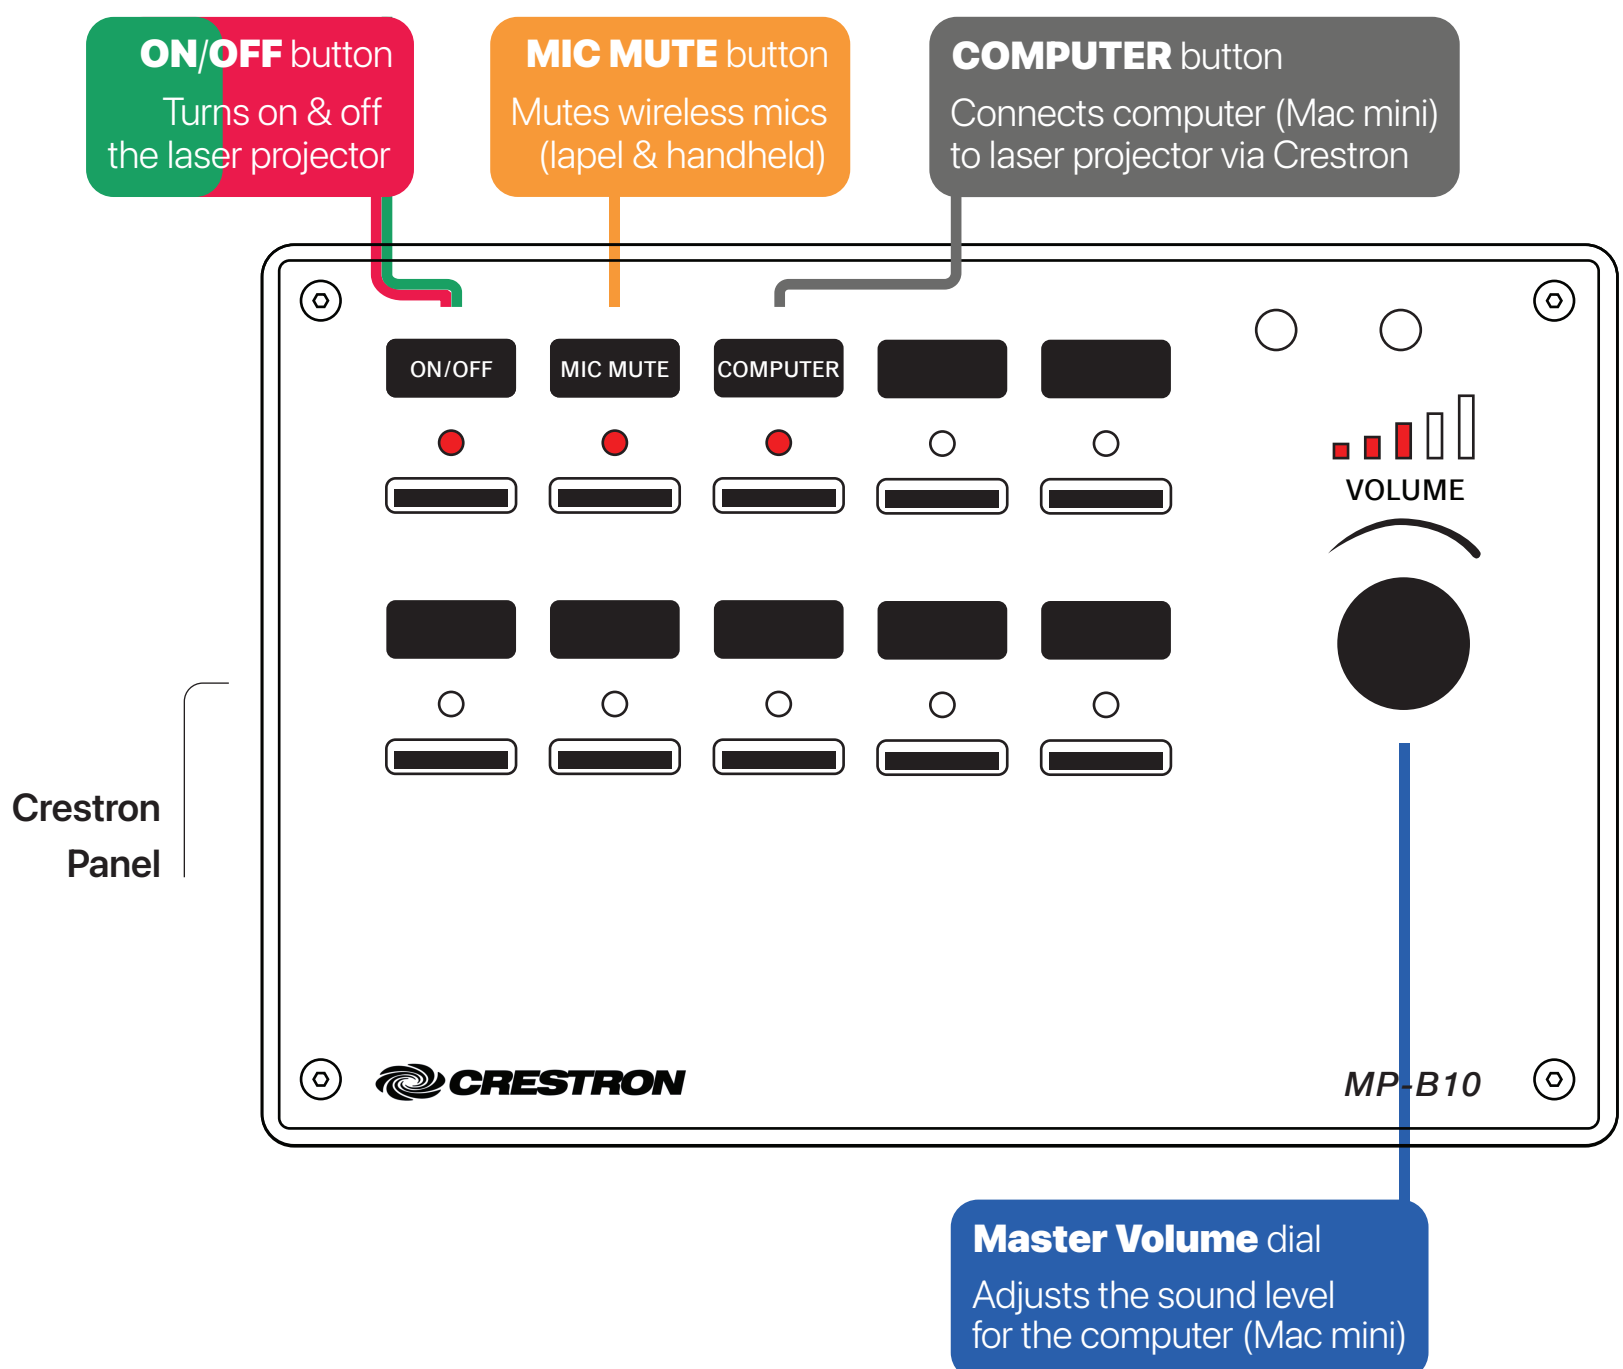 ON/OFF button
Turns on & off
the laser projector
MIC MUTE button
Mutes wireless mics
(lapel & handheld)
COMPUTER button
Connects computer (Mac mini)
to laser projector via Crestron
ON/OFF
MIC MUTE
COMPUTER
VOLUME
Crestron
Panel
CRESTRON
MP-B10
Master Volume dial
Adjusts the sound level
for the computer (Mac mini)